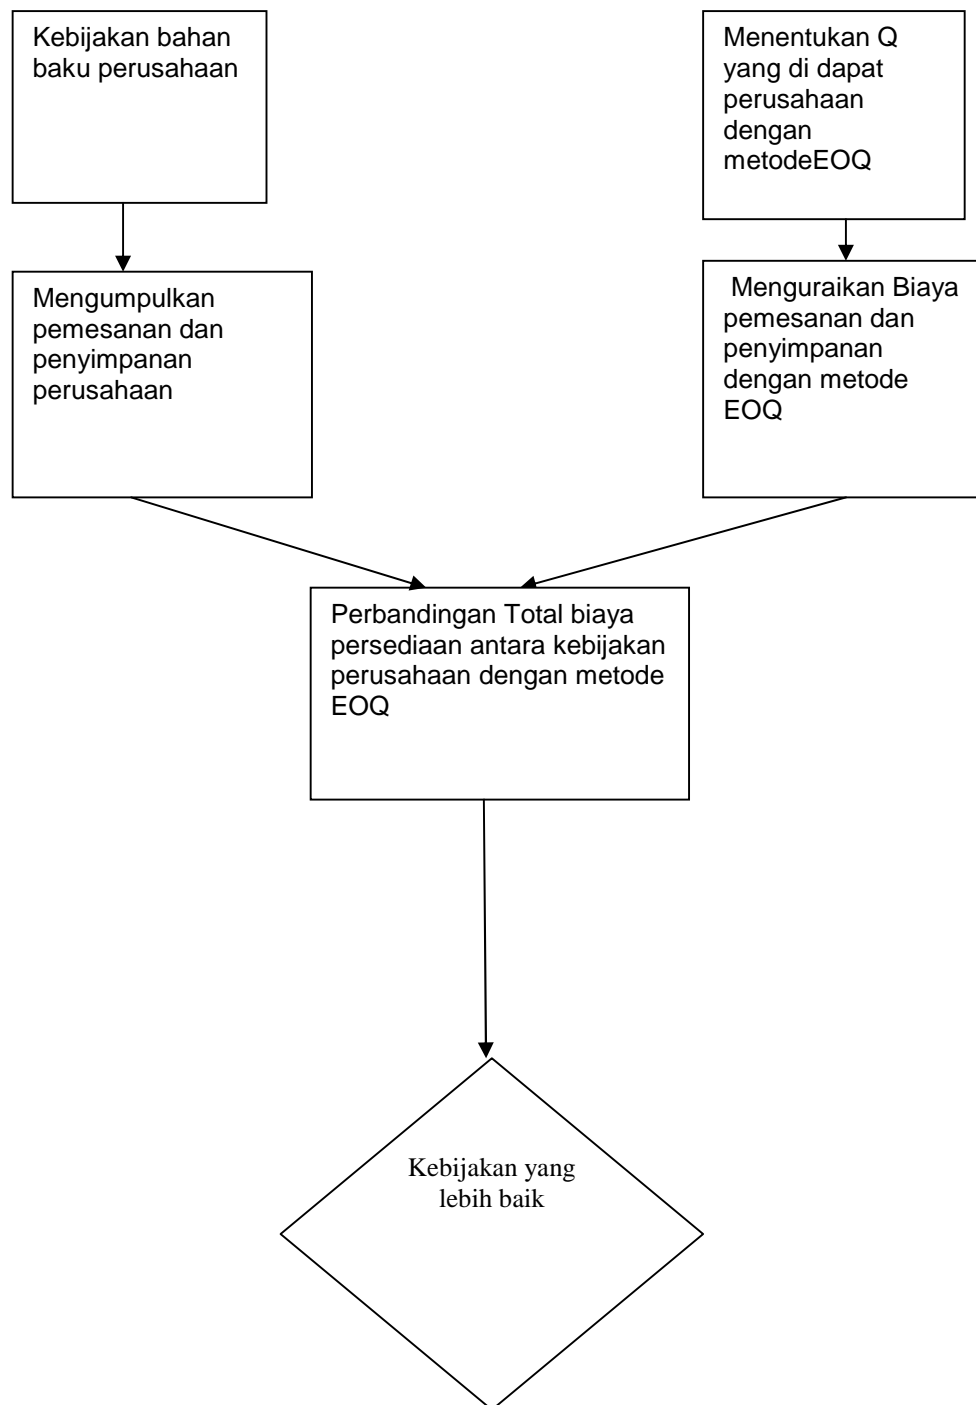 Kebijakan bahan
baku perusahaan
Menentukan Q
yang di dapat
perusahaan
dengan
metodeEOQ
Mengumpulkan
pemesanan dan
penyimpanan
perusahaan
Menguraikan Biaya
pemesanan dan
penyimpanan
dengan metode
EOQ
Perbandingan Total biaya
persediaan antara kebijakan
perusahaan dengan metode
EOQ
Kebijakan yang
lebih baik